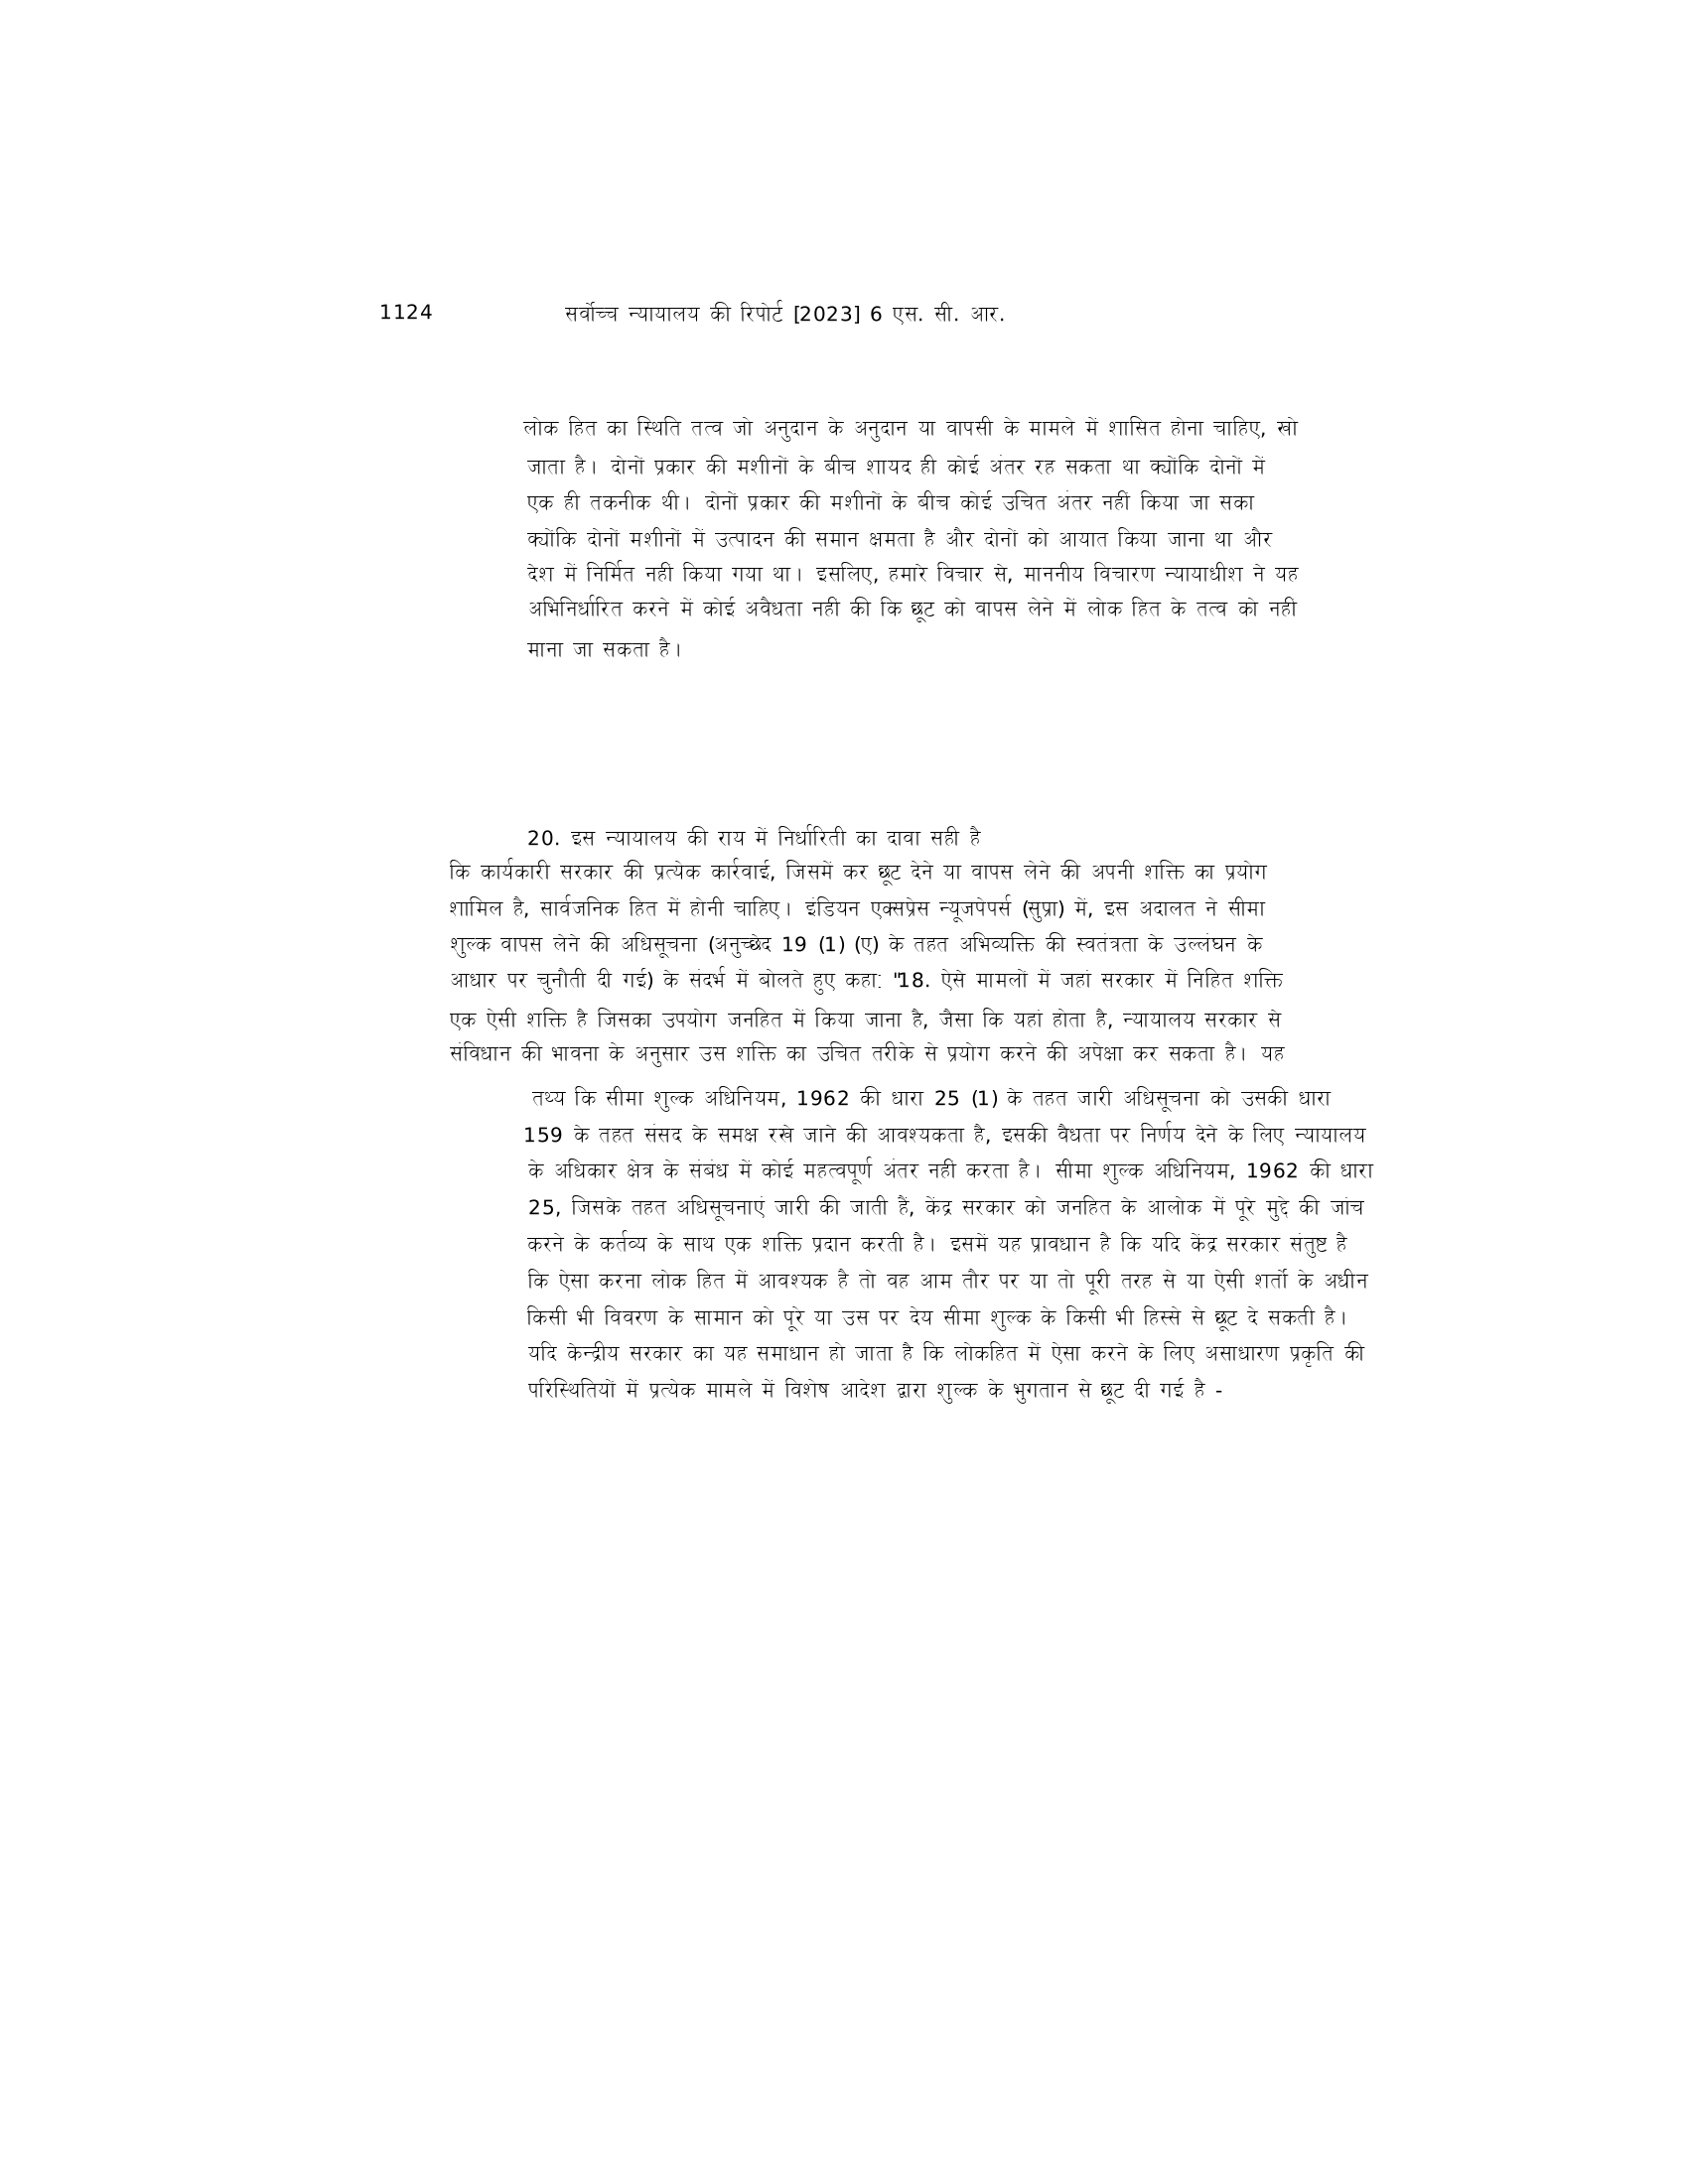 1124 सर्वोच्च न्यायालय की रिपोर्ट [2023] 6 एस. सी. आर.
लोक हित का स्थिति तत्व जो अनुदान के अनुदान या वापसी के मामले में शासित होना चाहिए, खो
जाता है। दोनों प्रकार की मशीनों के बीच शायद ही कोई अंतर रह सकता था क्योंकि दोनों में
एक ही तकनीक थी। दोनों प्रकार की मशीनों के बीच कोई उचित अंतर नहीं किया जा सका
क्योंकि दोनों मशीनों में उत्पादन की समान क्षमता है और दोनों को आयात किया जाना था और
देश में निर्मित नही किया गया था। इसलिए, हमारे विचार से, माननीय विचारण न्यायाधीश ने यह
अभिनिर्धारित करने में कोई अवैधता नही की कि छूट को वापस लेने में लोक हित के तत्व को नही
माना जा सकता है।
20. इस न्यायालय की राय में निर्धारिती का दावा सही है
कि कार्यकारी सरकार की प्रत्येक कार्रवाई, जिसमें कर छूट देने या वापस लेने की अपनी शक्ति का प्रयोग
शामिल है, सार्वजनिक हित में होनी चाहिए। इंडियन एक्सप्रेस न्यूजपेपर्स (सुप्रा) में, इस अदालत ने सीमा
शुल्क वापस लेने की अधिसूचना (अनुच्छेद 19 (1) (ए) के तहत अभिव्यक्ति की स्वतंत्रता के उल्लंघन के
आधार पर चुनौती दी गई) के संदर्भ में बोलते हुए कहा: "18. ऐसे मामलों में जहां सरकार में निहित शक्ति
एक ऐसी शक्ति है जिसका उपयोग जनहित में किया जाना है, जैसा कि यहां होता है, न्यायालय सरकार से
संविधान की भावना के अनुसार उस शक्ति का उचित तरीके से प्रयोग करने की अपेक्षा कर सकता है। यह
तथ्य कि सीमा शुल्क अधिनियम, 1962 की धारा 25 (1) के तहत जारी अधिसूचना को उसकी धारा
159 के तहत संसद के समक्ष रखे जाने की आवश्यकता है, इसकी वैधता पर निर्णय देने के लिए न्यायालय
के अधिकार क्षेत्र के संबंध में कोई महत्वपूर्ण अंतर नही करता है। सीमा शुल्क अधिनियम, 1962 की धारा
25, जिसके तहत अधिसूचनाएं जारी की जाती हैं, केंद्र सरकार को जनहित के आलोक में पूरे मुद्दे की जांच
करने के कर्तव्य के साथ एक शक्ति प्रदान करती है। इसमें यह प्रावधान है कि यदि केंद्र सरकार संतुष्ट है
कि ऐसा करना लोक हित में आवश्यक है तो वह आम तौर पर या तो पूरी तरह से या ऐसी शर्तो के अधीन
किसी भी विवरण के सामान को पूरे या उस पर देय सीमा शुल्क के किसी भी हिस्से से छूट दे सकती है।
यदि केन्द्रीय सरकार का यह समाधान हो जाता है कि लोकहित में ऐसा करने के लिए असाधारण प्रकृति की
परिस्थितियों में प्रत्येक मामले में विशेष आदेश द्वारा शुल्क के भुगतान से छूट दी गई है -